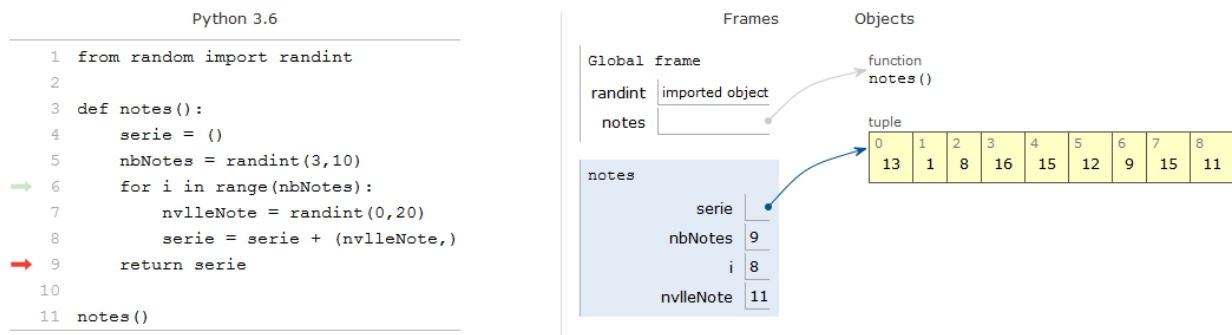 Python 3.6
1 from random import randint
2
3 def notes():
4     serie = ()
5     nbNotes = randint(3,10)
6     for i in range(nbNotes):
7         nvlleNote = randint(0,20)
8         serie = serie + (nvlleNote,)
9     return serie
10
11 notes()
Frames Objects
Global frame
randint imported object
notes
function
notes()
tuple
0 1 2 3 4 5 6 7 8
13 1 8 16 15 12 9 15 11
notes
serie
nbNotes 9
i 8
nvlleNote 11